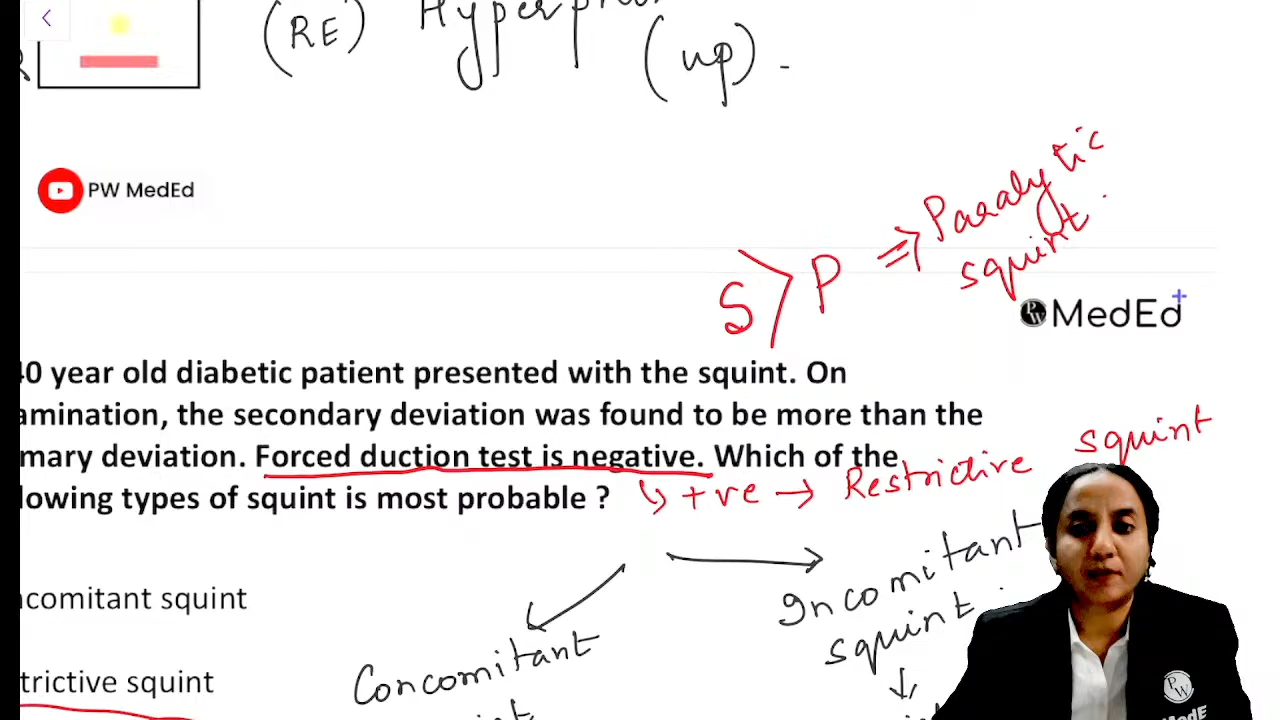 (RE)
(up).
PW MedEd
S > P ⇒ Paralytic
squint.
MedEd
40 year old diabetic patient presented with the squint. On
amination, the secondary deviation was found to be more than the
mary deviation. Forced duction test is negative. Which of the
lowing types of squint is most probable ?
↳ +ve → Restrictive squint
Incomitant
squint.
ncomitant squint
Concomitant
trictive squint
PW